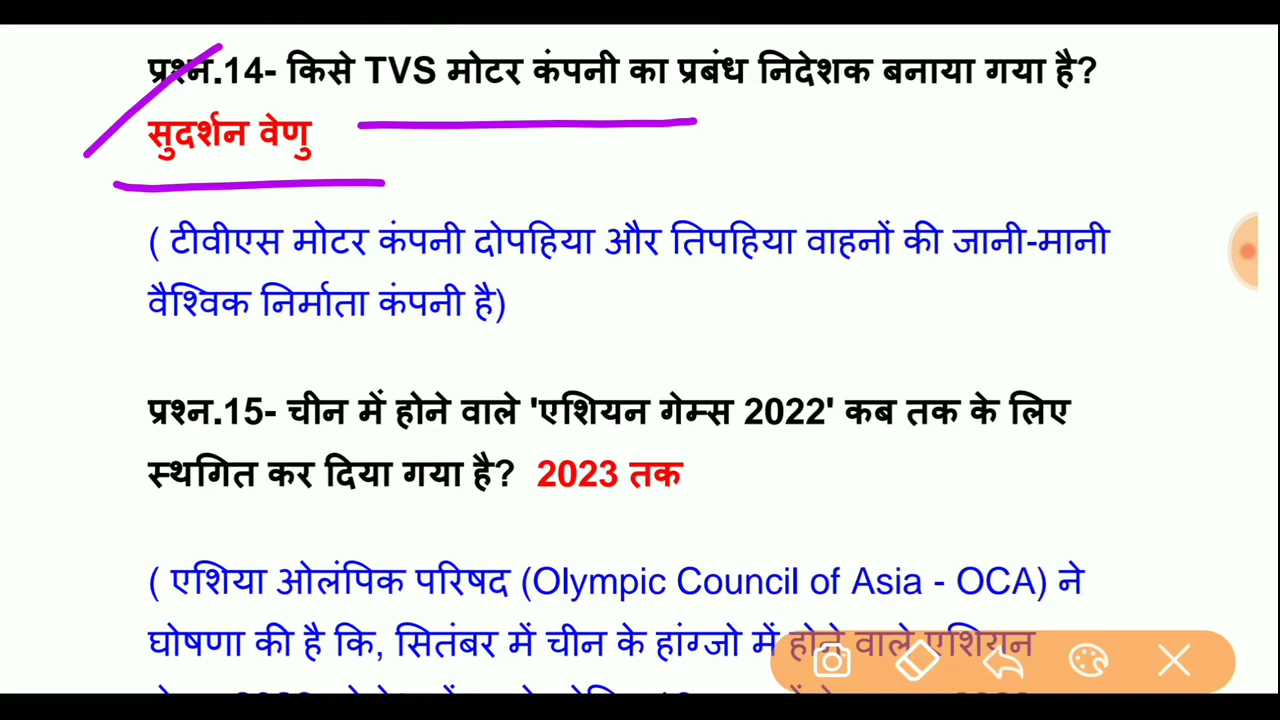 प्रश्न.14- किसे TVS मोटर कंपनी का प्रबंध निदेशक बनाया गया है?
सुदर्शन वेणु
( टीवीएस मोटर कंपनी दोपहिया और तिपहिया वाहनों की जानी-मानी
वैश्विक निर्माता कंपनी है)
प्रश्न.15- चीन में होने वाले 'एशियन गेम्स 2022' कब तक के लिए
स्थगित कर दिया गया है? 2023 तक
( एशिया ओलंपिक परिषद (Olympic Council of Asia - OCA) ने
घोषणा की है कि, सितंबर में चीन के हांग्जो में होने वाले एशियन